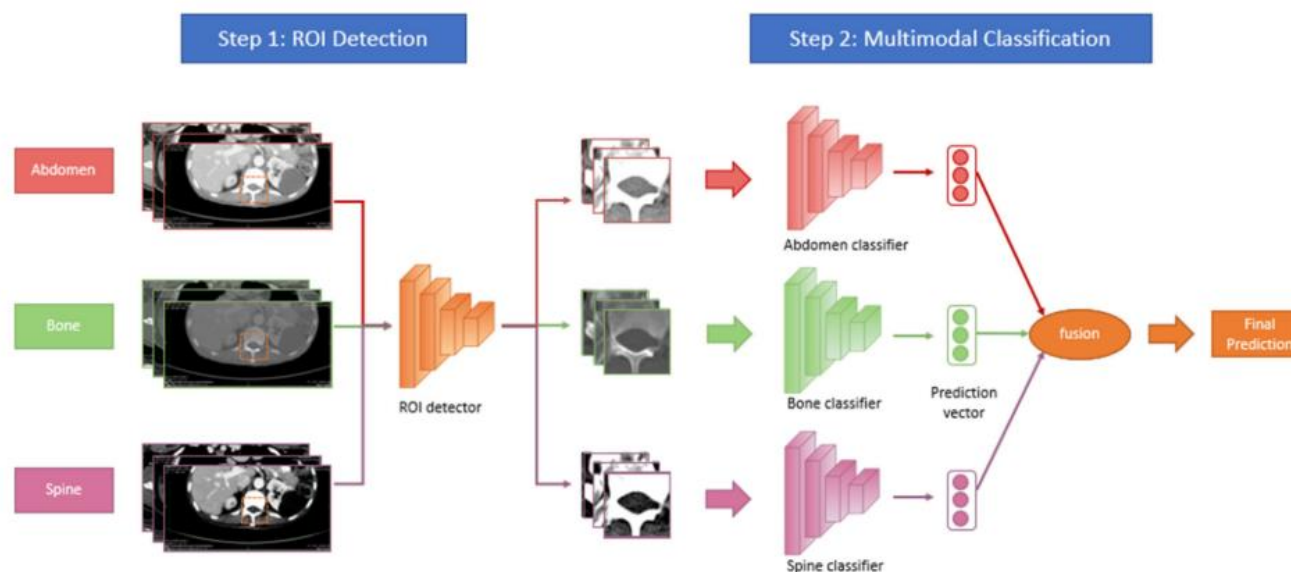 Step 1: ROI Detection
Step 2: Multimodal Classification
Abdomen
Abdomen classifier
Bone
ROI detector
Bone classifier
Prediction
vector
fusion
Final
Prediction
Spine
Spine classifier